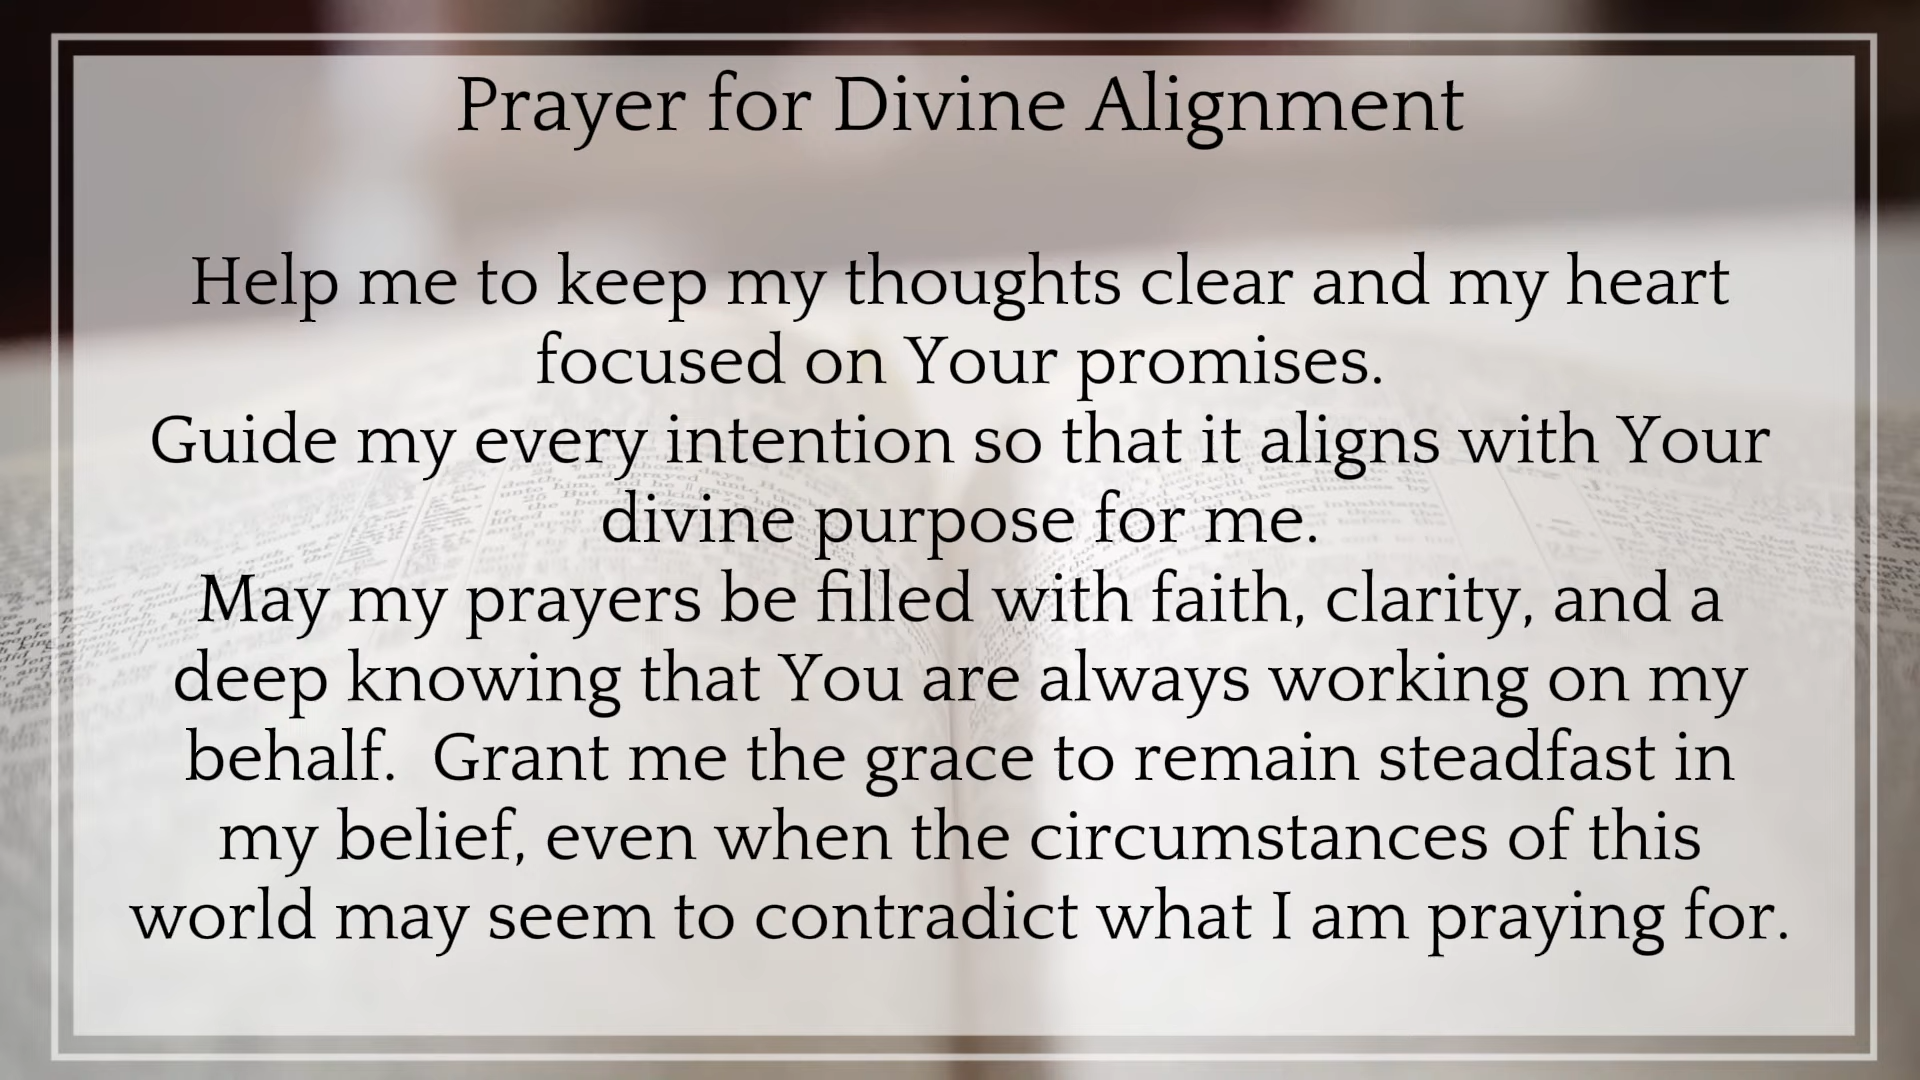 Prayer for Divine Alignment
Help me to keep my thoughts clear and my heart
focused on Your promises.
Guide my every intention so that it aligns with Your
divine purpose for me.
May my prayers be filled with faith, clarity, and a
deep knowing that You are always working on my
behalf.  Grant me the grace to remain steadfast in
my belief, even when the circumstances of this
world may seem to contradict what I am praying for.